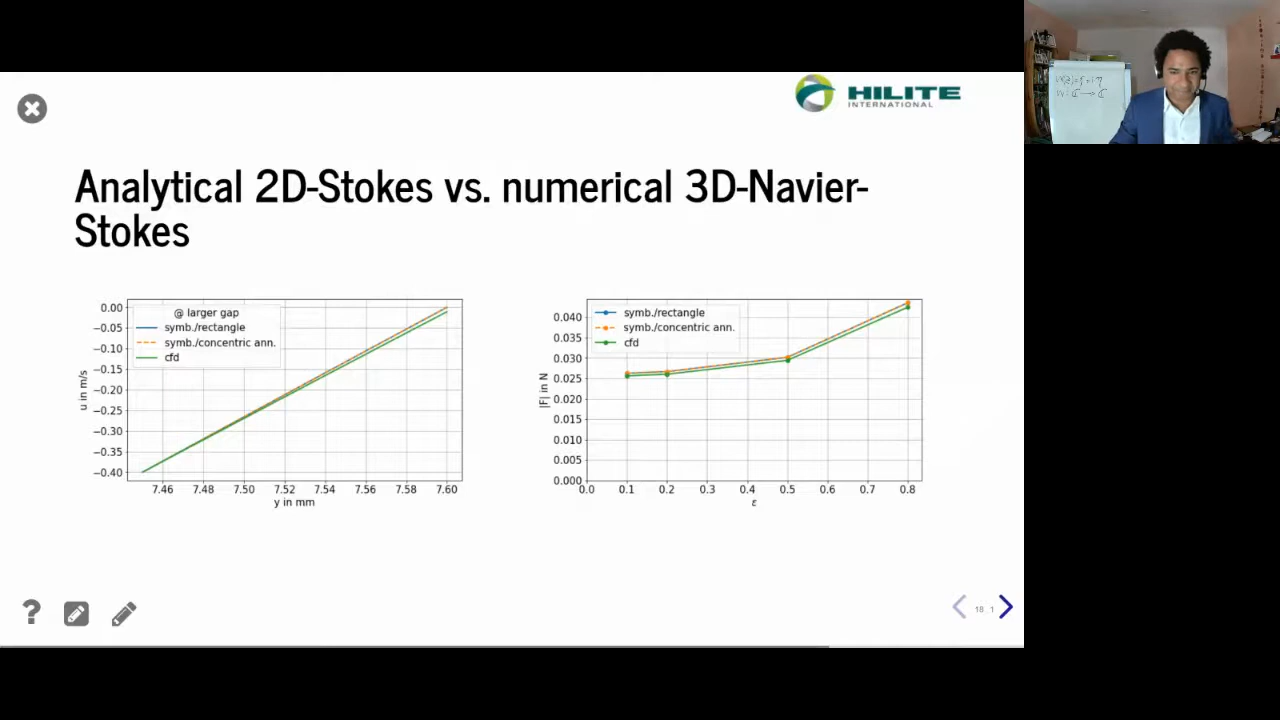 HILITE
INTERNATIONAL
Analytical 2D-Stokes vs. numerical 3D-Navier-
Stokes
@ larger gap
symb./rectangle
symb./concentric ann.
cfd
0.00
−0.05
−0.10
−0.15
−0.20
−0.25
−0.30
−0.35
−0.40
u in m/s
7.46 7.48 7.50 7.52 7.54 7.56 7.58 7.60
y in mm
symb./rectangle
symb./concentric ann.
cfd
0.040
0.035
0.030
0.025
0.020
0.015
0.010
0.005
0.000
|F| in N
0.0 0.1 0.2 0.3 0.4 0.5 0.6 0.7 0.8
ε
?
18 . 1